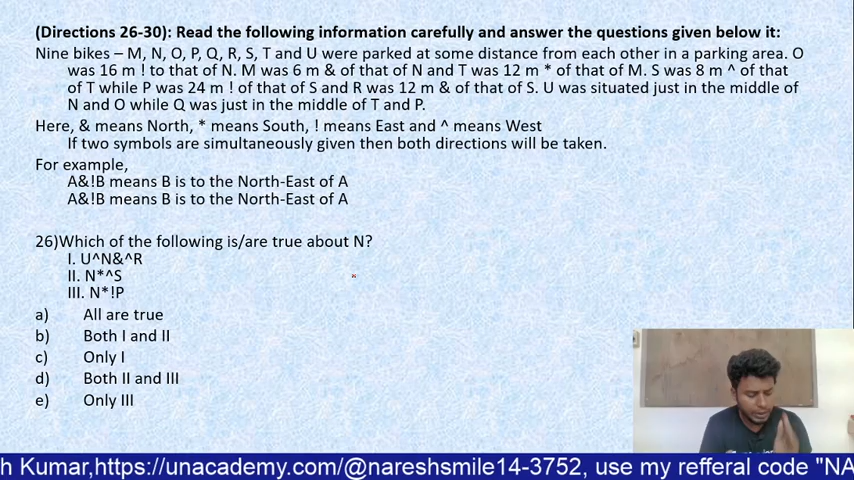 (Directions 26-30): Read the following information carefully and answer the questions given below it:
Nine bikes – M, N, O, P, Q, R, S, T and U were parked at some distance from each other in a parking area. O
was 16 m ! to that of N. M was 6 m & of that of N and T was 12 m * of that of M. S was 8 m ^ of that
of T while P was 24 m ! of that of S and R was 12 m & of that of S. U was situated just in the middle of
N and O while Q was just in the middle of T and P.
Here, & means North, * means South, ! means East and ^ means West
If two symbols are simultaneously given then both directions will be taken.
For example,
A&!B means B is to the North-East of A
A&!B means B is to the North-East of A
26)Which of the following is/are true about N?
I. U^N&^R
II. N*^S
III. N*!P
a) All are true
b) Both I and II
c) Only I
d) Both II and III
e) Only III
h Kumar,https://unacademy.com/@nareshsmile14-3752, use my refferal code "NA